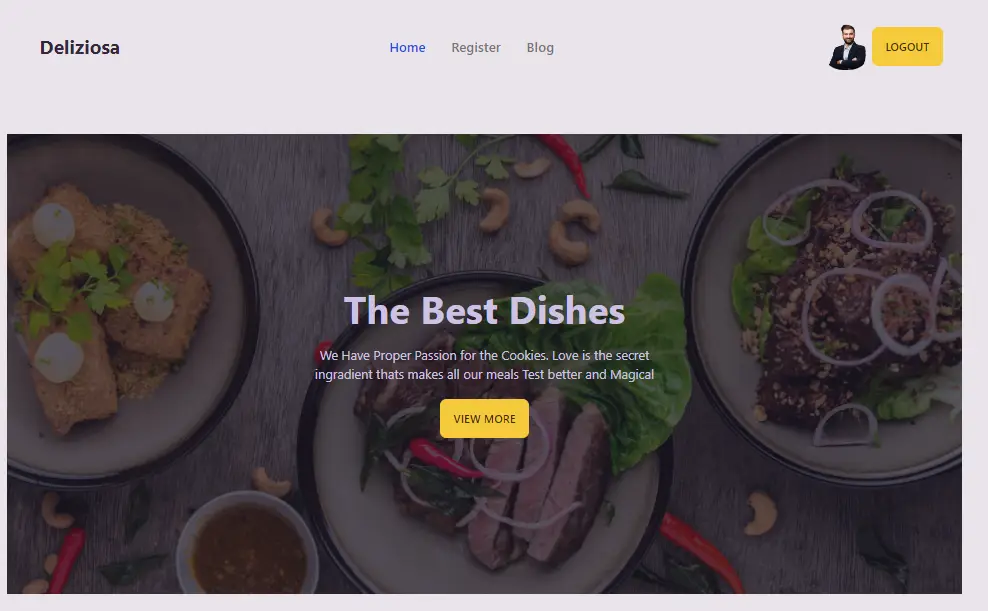 Deliziosa
Home Register Blog
LOGOUT
The Best Dishes
We Have Proper Passion for the Cookies. Love is the secret
ingradient thats makes all our meals Test better and Magical
VIEW MORE